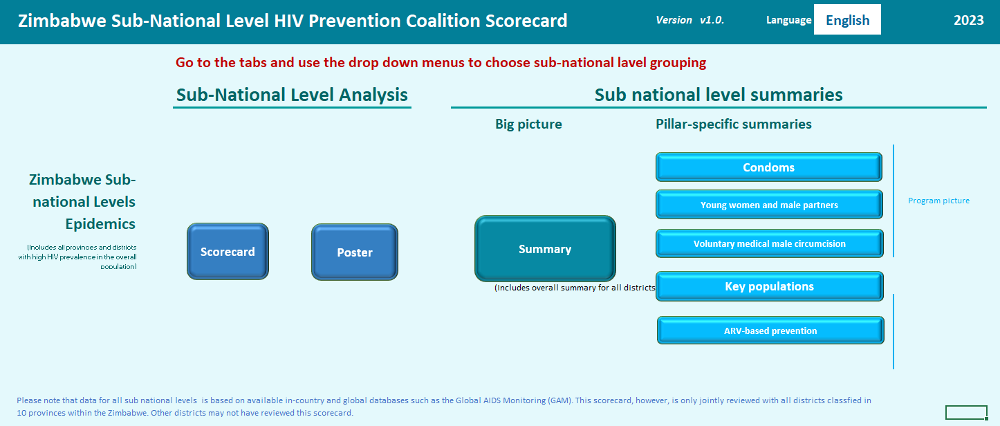 Zimbabwe Sub-National Level HIV Prevention Coalition Scorecard
Version v1.0.
Language
English
2023
Go to the tabs and use the drop down menus to choose sub-national lavel grouping
Sub-National Level Analysis
Sub national level summaries
Big picture
Pillar-specific summaries
Zimbabwe Sub-
national Levels
Epidemics
(Includes all provinces and districts
with high HIV prevalence in the overall
population)
Scorecard
Poster
Summary
(Includes overall summary for all districts
Condoms
Young women and male partners
Voluntary medical male circumcision
Key populations
ARV-based prevention
Program picture
Please note that data for all sub national levels is based on available in-country and global databases such as the Global AIDS Monitoring (GAM). This scorecard, however, is only jointly reviewed with all districts classfied in
10 provinces within the Zimbabwe. Other districts may not have reviewed this scorecard.